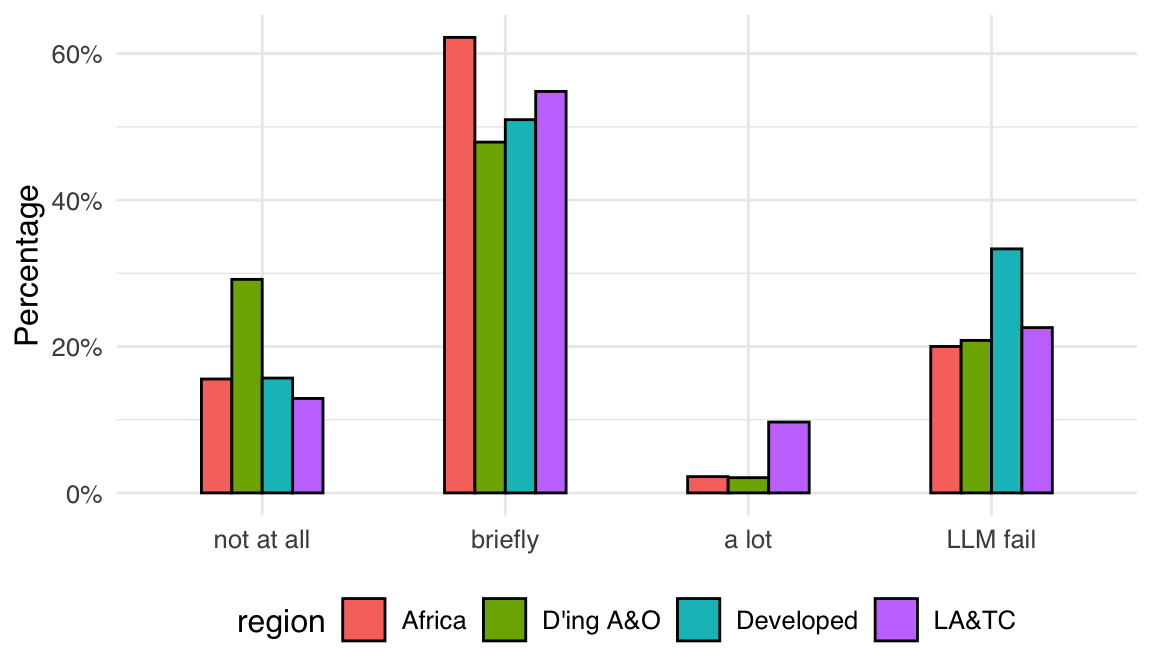 Percentage
60%
40%
20%
0%
not at all briefly a lot LLM fail
region Africa D'ing A&O Developed LA&TC